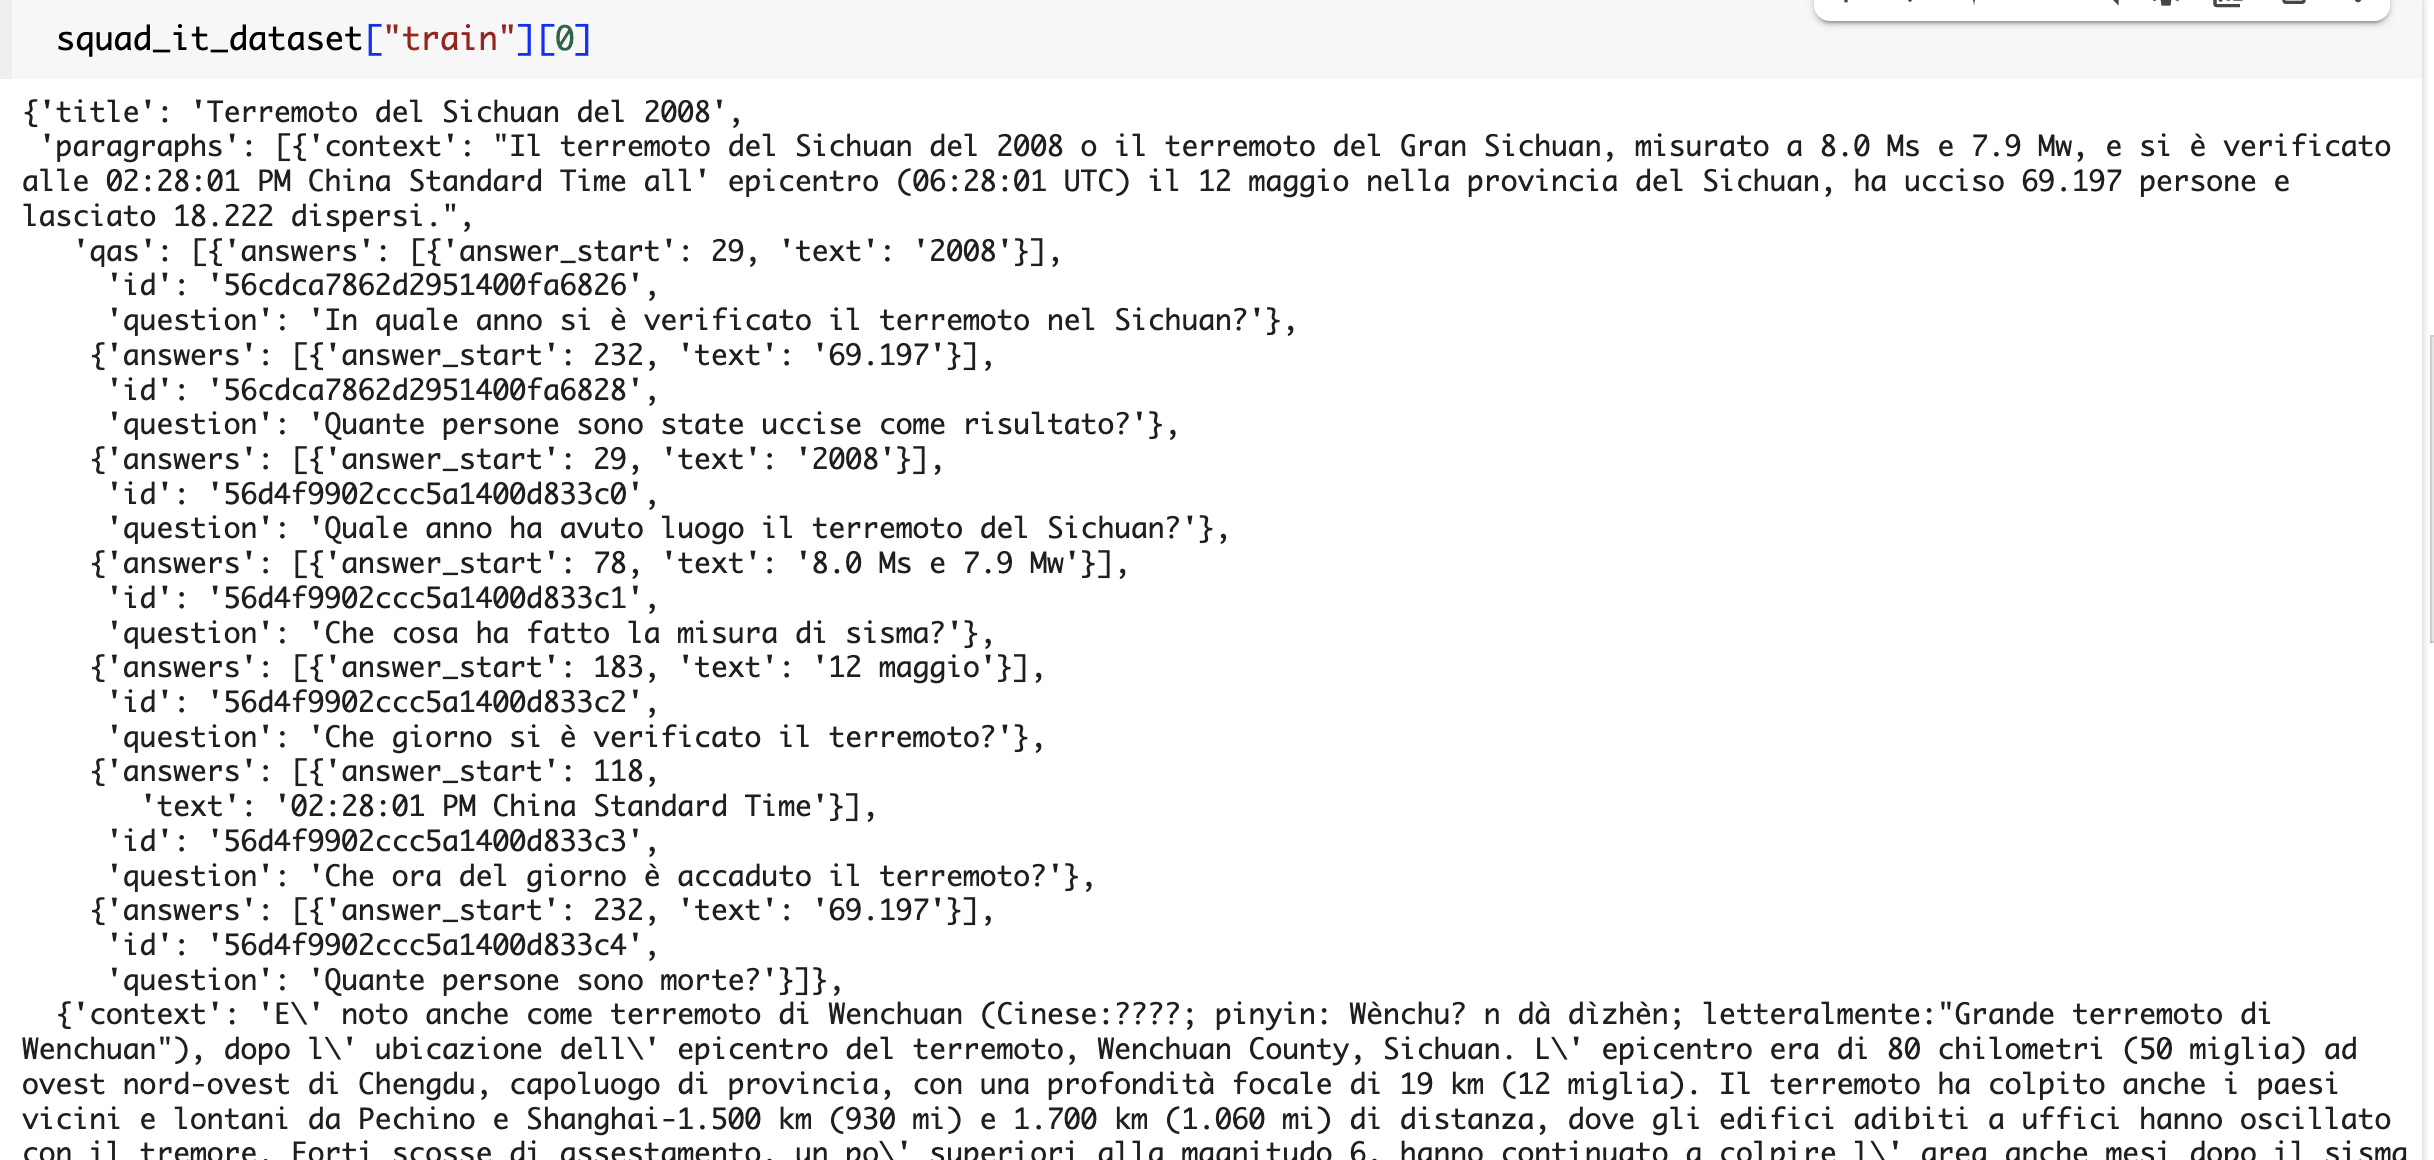 squad_it_dataset["train"][0]
{'title': 'Terremoto del Sichuan del 2008',
'paragraphs': [{'context': "Il terremoto del Sichuan del 2008 o il terremoto del Gran Sichuan, misurato a 8.0 Ms e 7.9 Mw, e si è verificato
alle 02:28:01 PM China Standard Time all' epicentro (06:28:01 UTC) il 12 maggio nella provincia del Sichuan, ha ucciso 69.197 persone e
lasciato 18.222 dispersi.",
'qas': [{'answers': [{'answer_start': 29, 'text': '2008'}],
'id': '56cdca7862d2951400fa6826',
'question': 'In quale anno si è verificato il terremoto nel Sichuan?'},
{'answers': [{'answer_start': 232, 'text': '69.197'}],
'id': '56cdca7862d2951400fa6828',
'question': 'Quante persone sono state uccise come risultato?'},
{'answers': [{'answer_start': 29, 'text': '2008'}],
'id': '56d4f9902ccc5a1400d833c0',
'question': 'Quale anno ha avuto luogo il terremoto del Sichuan?'},
{'answers': [{'answer_start': 78, 'text': '8.0 Ms e 7.9 Mw'}],
'id': '56d4f9902ccc5a1400d833c1',
'question': 'Che cosa ha fatto la misura di sisma?'},
{'answers': [{'answer_start': 183, 'text': '12 maggio'}],
'id': '56d4f9902ccc5a1400d833c2',
'question': 'Che giorno si è verificato il terremoto?'},
{'answers': [{'answer_start': 118,
'text': '02:28:01 PM China Standard Time'}],
'id': '56d4f9902ccc5a1400d833c3',
'question': 'Che ora del giorno è accaduto il terremoto?'},
{'answers': [{'answer_start': 232, 'text': '69.197'}],
'id': '56d4f9902ccc5a1400d833c4',
'question': 'Quante persone sono morte?'}]},
{'context': 'E\' noto anche come terremoto di Wenchuan (Cinese:????; pinyin: Wènchu? n dà dìzhèn; letteralmente:"Grande terremoto di
Wenchuan"), dopo l\' ubicazione dell\' epicentro del terremoto, Wenchuan County, Sichuan. L\' epicentro era di 80 chilometri (50 miglia) ad
ovest nord-ovest di Chengdu, capoluogo di provincia, con una profondità focale di 19 km (12 miglia). Il terremoto ha colpito anche i paesi
vicini e lontani da Pechino e Shanghai-1.500 km (930 mi) e 1.700 km (1.060 mi) di distanza, dove gli edifici adibiti a uffici hanno oscillato
con il tremore. Forti scosse di assestamento, un po\' superiori alla magnitudo 6, hanno continuato a colpire l\' area anche mesi dopo il sisma